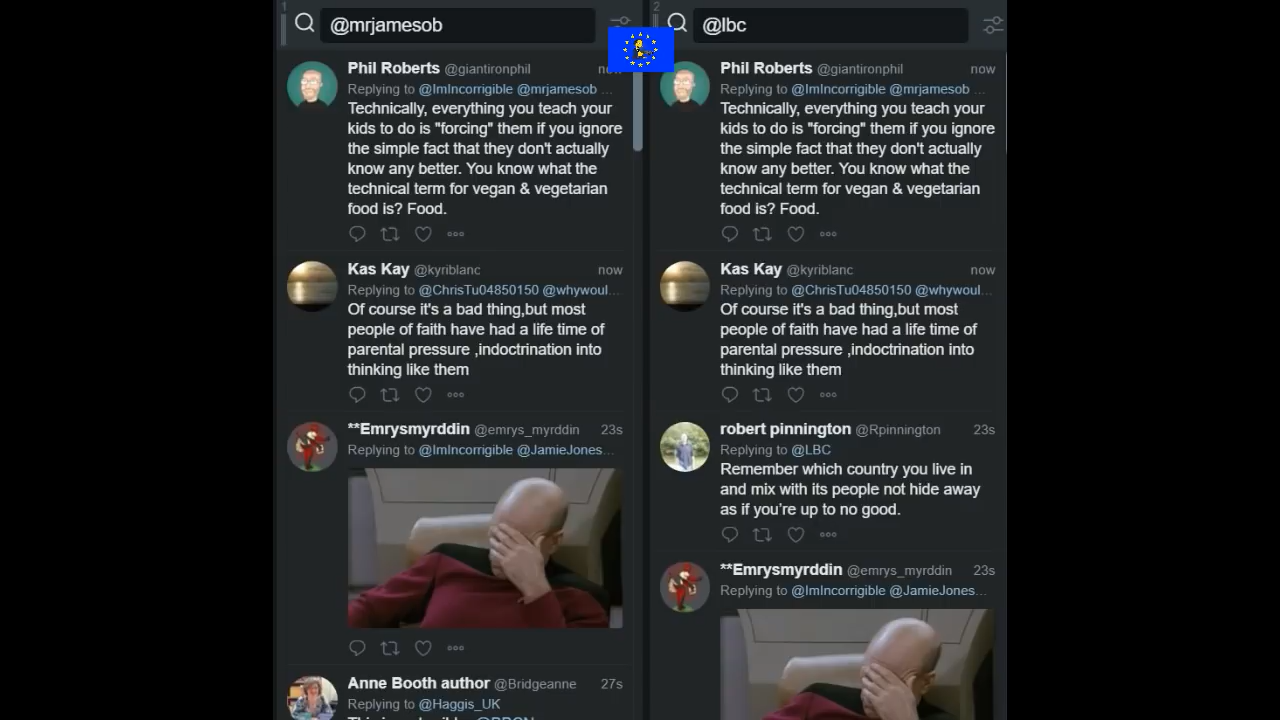 1
@mrjamesob
Phil Roberts @giantironphil
Replying to @ImIncorrigible @mrjamesob ...
Technically, everything you teach your
kids to do is "forcing" them if you ignore
the simple fact that they don't actually
know any better. You know what the
technical term for vegan & vegetarian
food is? Food.
Kas Kay @kyriblanc now
Replying to @ChrisTu04850150 @whywoul...
Of course it's a bad thing,but most
people of faith have had a life time of
parental pressure ,indoctrination into
thinking like them
**Emrysmyrddin @emrys_myrddin 23s
Replying to @ImIncorrigible @JamieJones...
Anne Booth author @Bridgeanne 27s
Replying to @Haggis_UK
2
@lbc
Phil Roberts @giantironphil now
Replying to @ImIncorrigible @mrjamesob ...
Technically, everything you teach your
kids to do is "forcing" them if you ignore
the simple fact that they don't actually
know any better. You know what the
technical term for vegan & vegetarian
food is? Food.
Kas Kay @kyriblanc now
Replying to @ChrisTu04850150 @whywoul...
Of course it's a bad thing,but most
people of faith have had a life time of
parental pressure ,indoctrination into
thinking like them
robert pinnington @Rpinnington 23s
Replying to @LBC
Remember which country you live in
and mix with its people not hide away
as if you're up to no good.
**Emrysmyrddin @emrys_myrddin 23s
Replying to @ImIncorrigible @JamieJones...